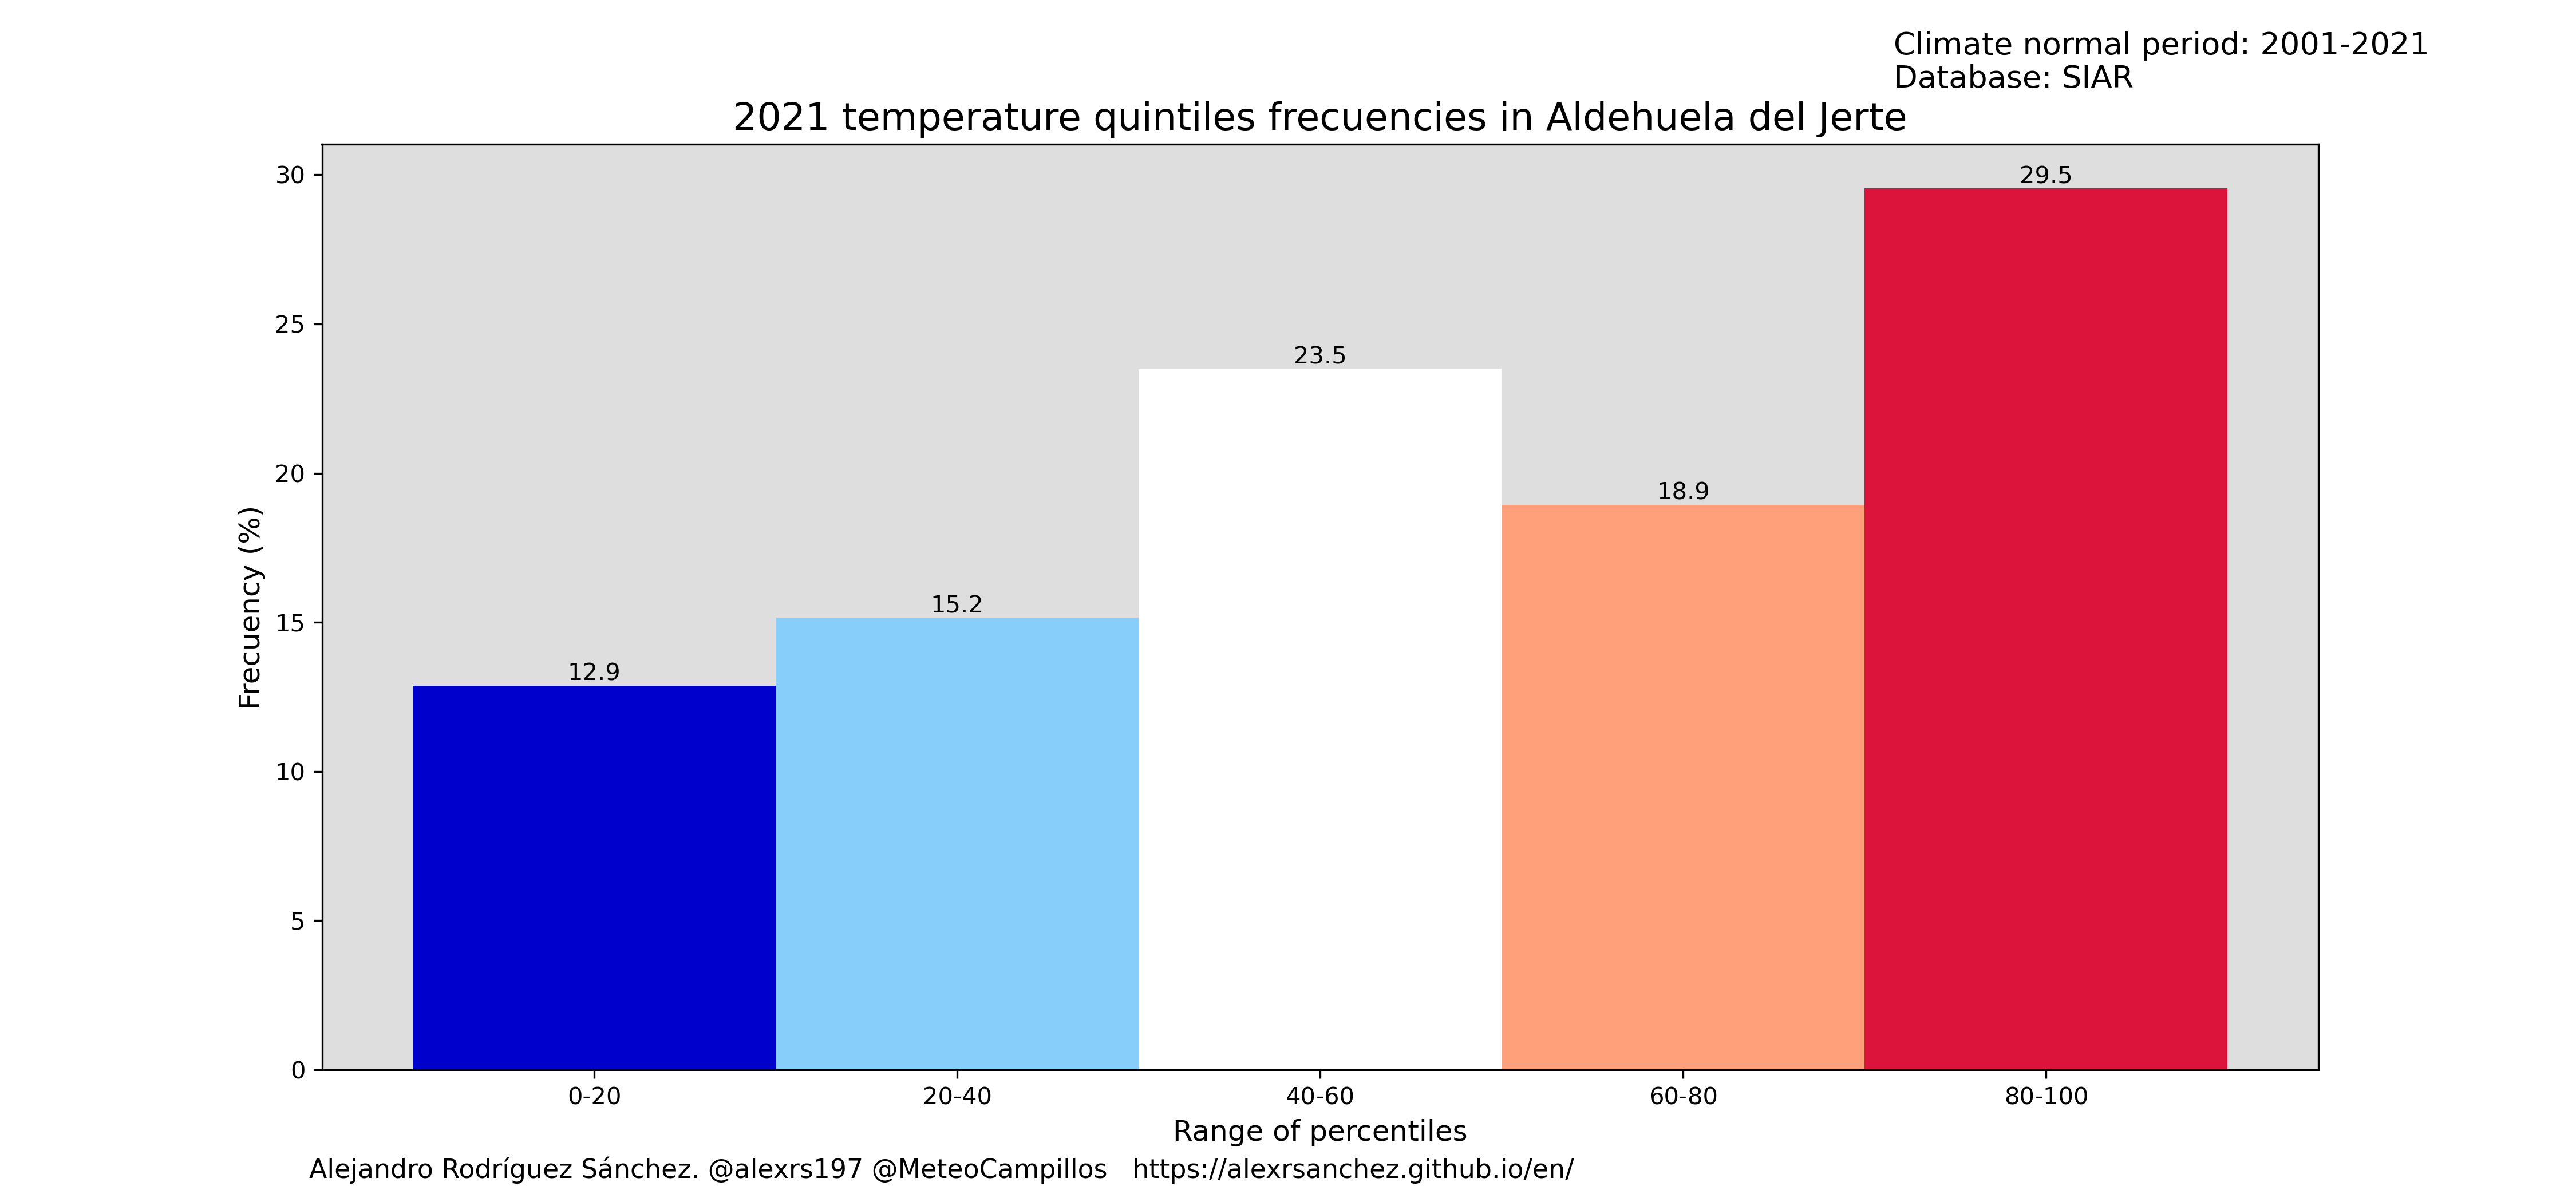 Climate normal period: 2001-2021
Database: SIAR
2021 temperature quintiles frecuencies in Aldehuela del Jerte
30
25
20
15
10
5
0
Frecuency (%)
12.9
15.2
23.5
18.9
29.5
0-20
20-40
40-60
60-80
80-100
Range of percentiles
Alejandro Rodríguez Sánchez. @alexrs197 @MeteoCampillos https://alexrsanchez.github.io/en/